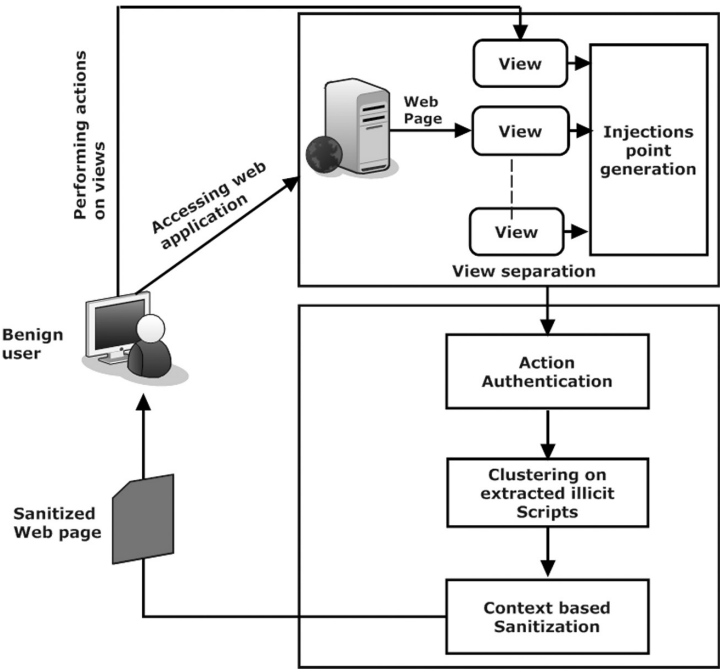 Performing actions
on views
Accessing web
application
Web
Page
View
View
View
Injections
point
generation
View separation
Benign
user
Action
Authentication
Clustering on
extracted illicit
Scripts
Sanitized
Web page
Context based
Sanitization